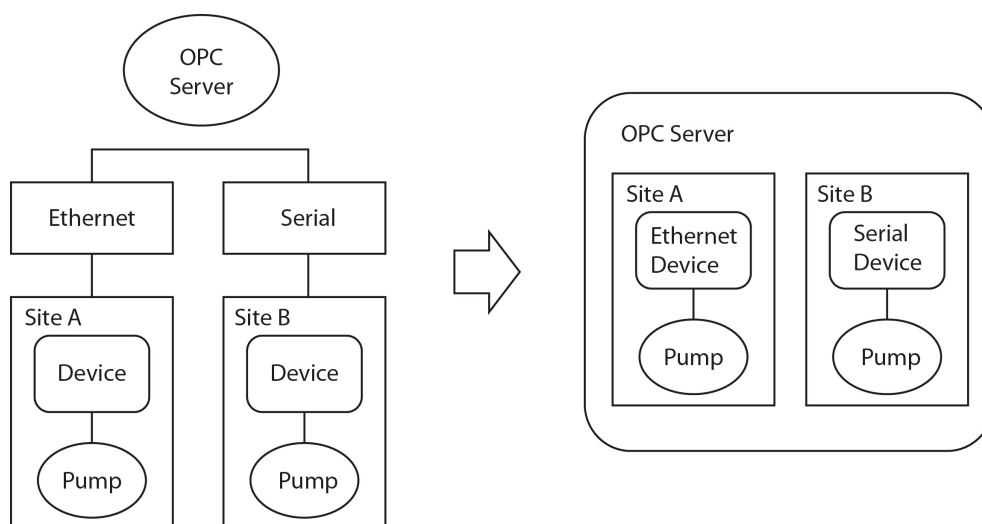 OPC
Server
Ethernet
Serial
Site A
Device
Pump
Site B
Device
Pump
OPC Server
Site A
Ethernet
Device
Pump
Site B
Serial
Device
Pump